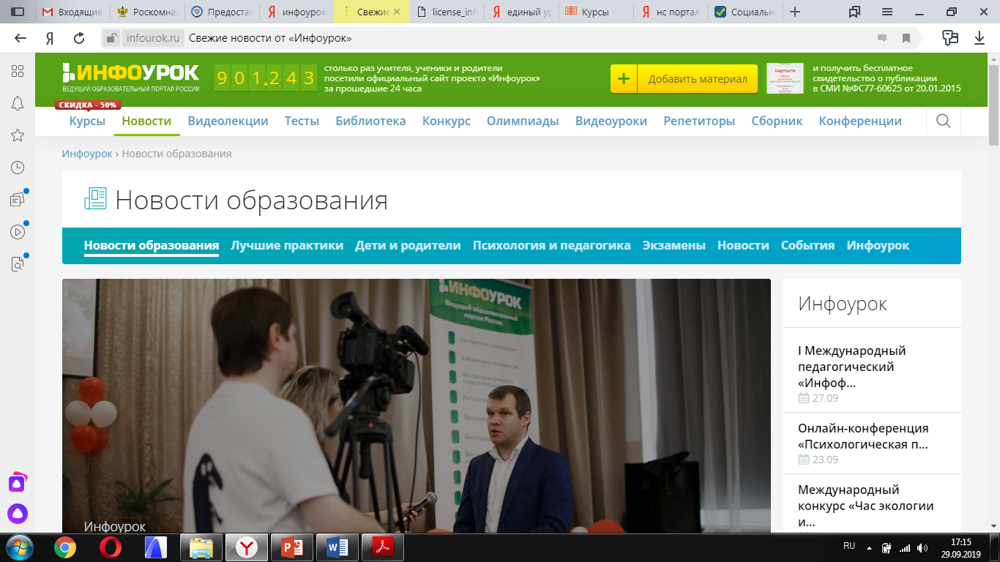 Входящие
Роскомна
Предостав
инфоурок
Свежие
license_inf
единый ур
Курсы
нс портал
Социальн
infourok.ru Свежие новости от «Инфоурок»
ИНФОУРОК
ВЕДУЩИЙ ОБРАЗОВАТЕЛЬНЫЙ ПОРТАЛ РОССИИ
901.243
столько раз учителя, ученики и родители
посетили официальный сайт проекта «Инфоурок»
за прошедшие 24 часа
+ Добавить материал
Свидетельство
и получить бесплатное
свидетельство о публикации
в СМИ №ФС77-60625 от 20.01.2015
СКИДКА - 50%
Курсы Новости Видеолекции Тесты Библиотека Конкурс Олимпиады Видеоуроки Репетиторы Сборник Конференции
Инфоурок › Новости образования
Новости образования
Новости образования Лучшие практики Дети и родители Психология и педагогика Экзамены Новости События Инфоурок
ИНФОУРОК
Ведущий образовательный
портал России
Инфоурок
Инфоурок
I Международный
педагогический
«Инфоф...
27.09
Онлайн-конференция
«Психологическая п...
23.09
Международный
конкурс «Час экологии
и...
RU
17:15
29.09.2019